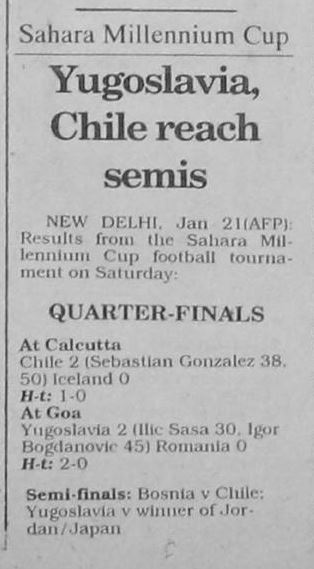 Sahara Millennium Cup
Yugoslavia,
Chile reach
semis
NEW DELHI, Jan 21(AFP):
Results from the Sahara Mil-
lennium Cup football tourna-
ment on Saturday:
QUARTER-FINALS
At Calcutta
Chile 2 (Sebastian Gonzalez 38,
50) Iceland 0
H-t: 1-0
At Goa
Yugoslavia 2 (Ilic Sasa 30, Igor
Bogdanovic 45) Romania 0
H-t: 2-0
Semi-finals: Bosnia v Chile;
Yugoslavia v winner of Jor-
dan/Japan